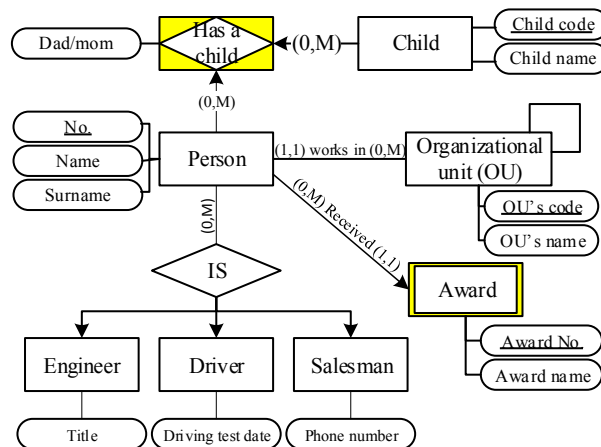 Dad/mom
Has a
child
(0,M)
Child
Child code
Child name
(0,M)
No.
Name
Surname
Person
(1,1) works in (0,M)
Organizational
unit (OU)
OU's code
OU's name
(0,M)
(0,M) Received (1,1)
IS
Award
Award No
Award name
Engineer
Driver
Salesman
Title
Driving test date
Phone number